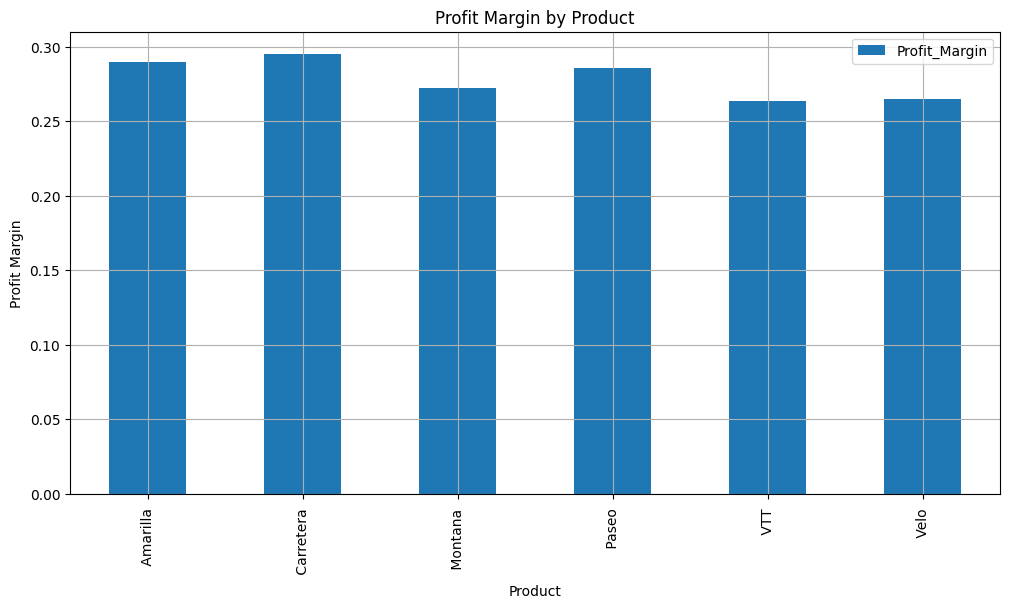 Profit Margin by Product
Profit_Margin
Profit Margin
0.30
0.25
0.20
0.15
0.10
0.05
0.00
Amarilla
Carretera
Montana
Paseo
VTT
Velo
Product